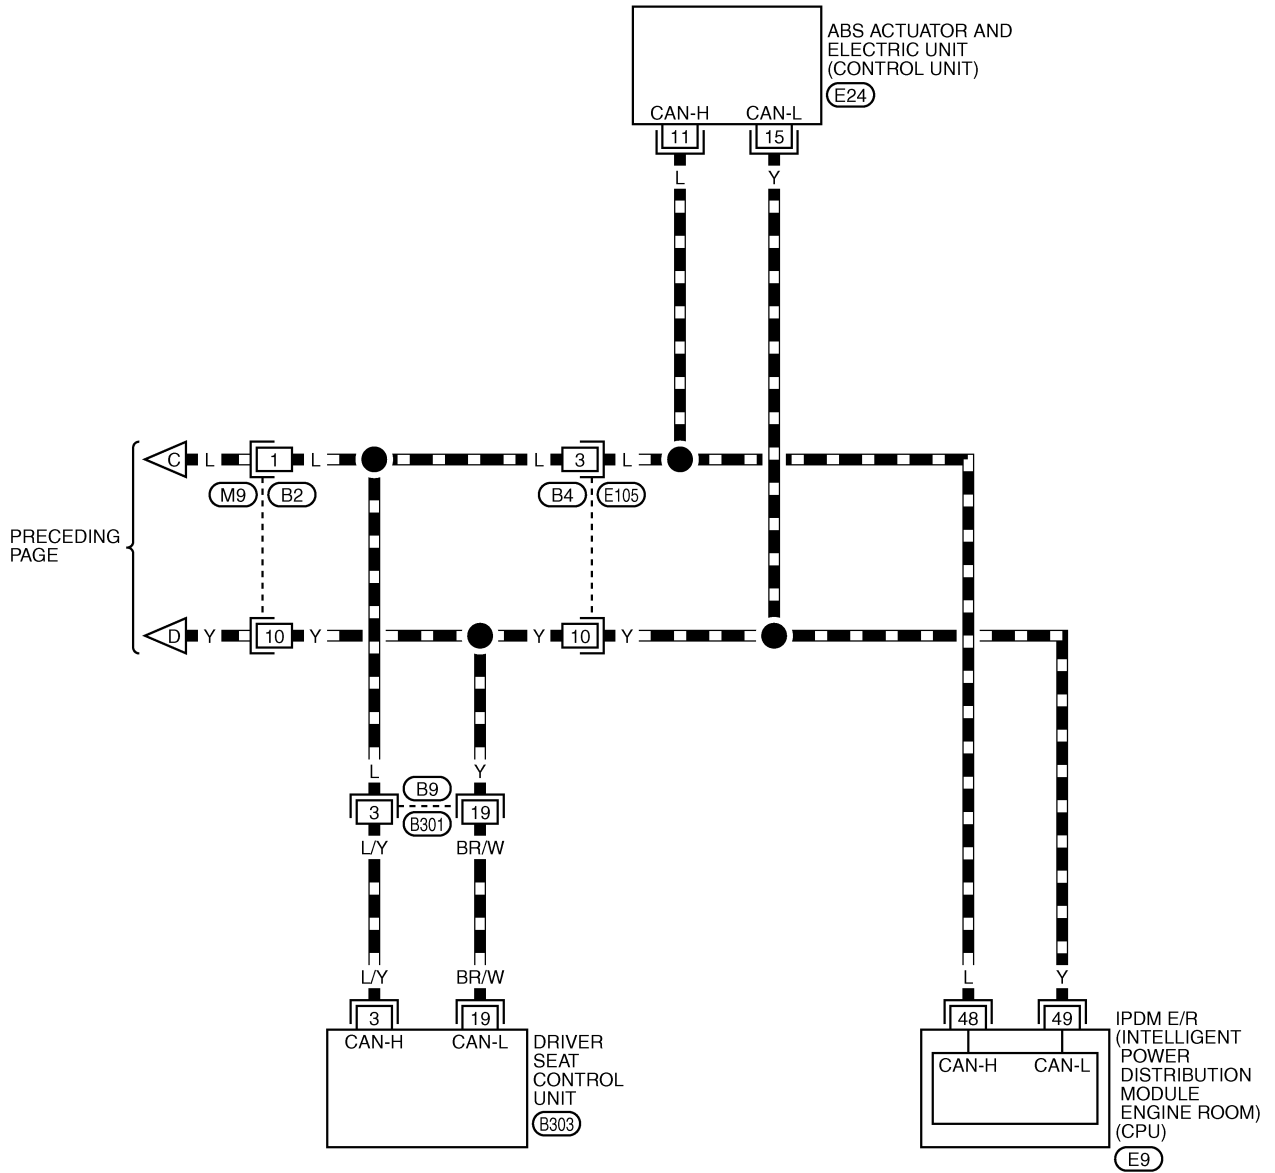 ABS ACTUATOR AND
ELECTRIC UNIT
(CONTROL UNIT)
E24
CAN-H CAN-L
11 15
L Y
C L 1 L L 3 L
M9 B2 B4 E105
PRECEDING
PAGE
D Y 10 Y Y 10 Y
L Y
B9
3 19
B301
L/Y BR/W
L/Y BR/W
3 19
CAN-H CAN-L
DRIVER
SEAT
CONTROL
UNIT
B303
L Y
48 49
CAN-H CAN-L
IPDM E/R
(INTELLIGENT
POWER
DISTRIBUTION
MODULE
ENGINE ROOM)
(CPU)
E9